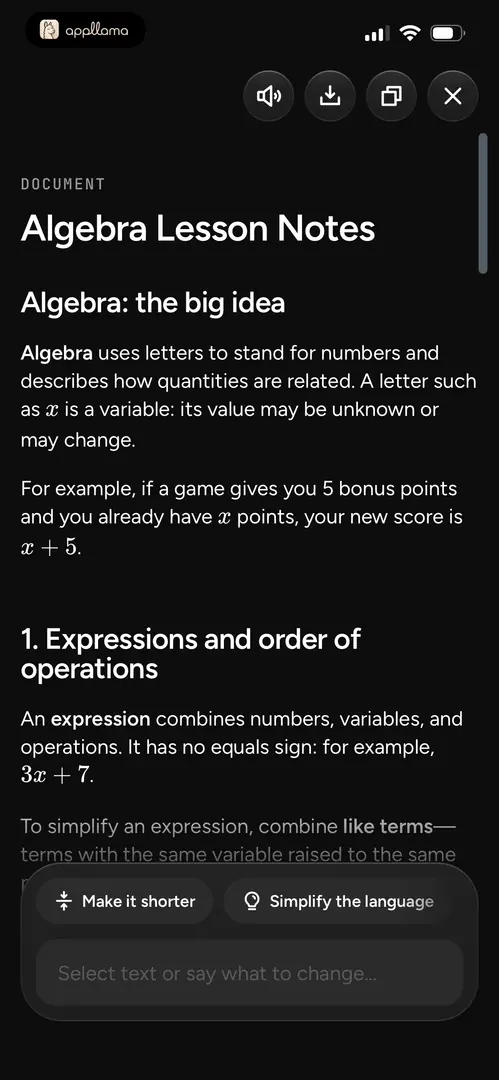 appllama
DOCUMENT
Algebra Lesson Notes
Algebra: the big idea
Algebra uses letters to stand for numbers and
describes how quantities are related. A letter such
as x is a variable: its value may be unknown or
may change.
For example, if a game gives you 5 bonus points
and you already have x points, your new score is
x + 5.
1. Expressions and order of
operations
An expression combines numbers, variables, and
operations. It has no equals sign: for example,
3x + 7.
To simplify an expression, combine like terms—
terms with the same variable raised to the same
Make it shorter
Simplify the language
Select text or say what to change...